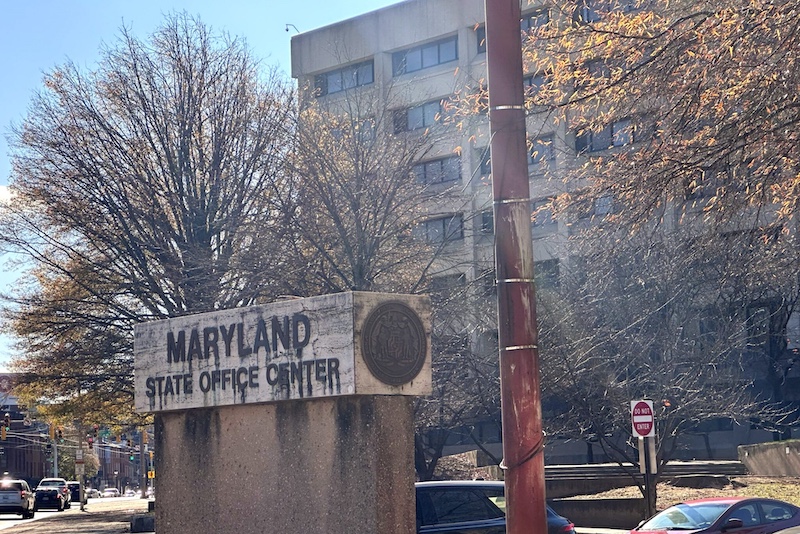 MARYLAND
STATE OFFICE CENTER
DO NOT
ENTER